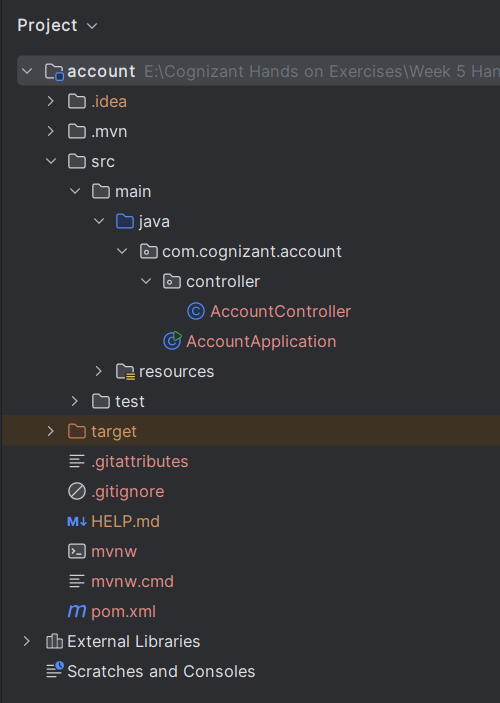 Project
account E:\Cognizant Hands on Exercises\Week 5 Han
.idea
.mvn
src
main
java
com.cognizant.account
controller
C AccountController
C AccountApplication
resources
test
target
.gitattributes
.gitignore
M↓ HELP.md
mvnw
mvnw.cmd
m pom.xml
External Libraries
Scratches and Consoles